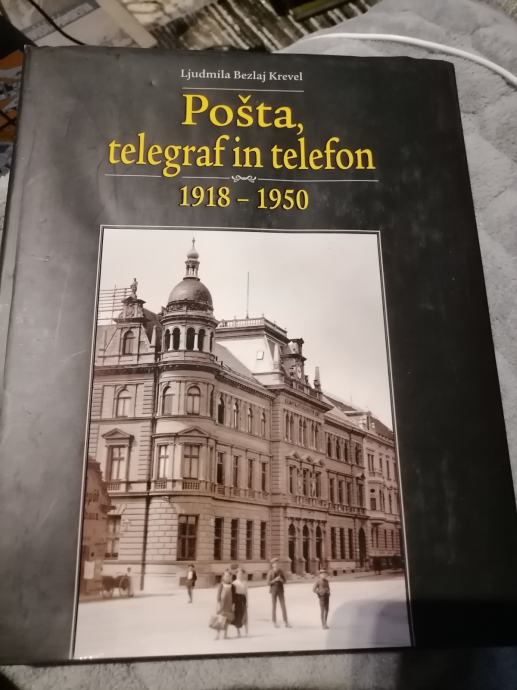 Ljudmila Bezlaj Krevel
Pošta,
telegraf in telefon
1918 – 1950